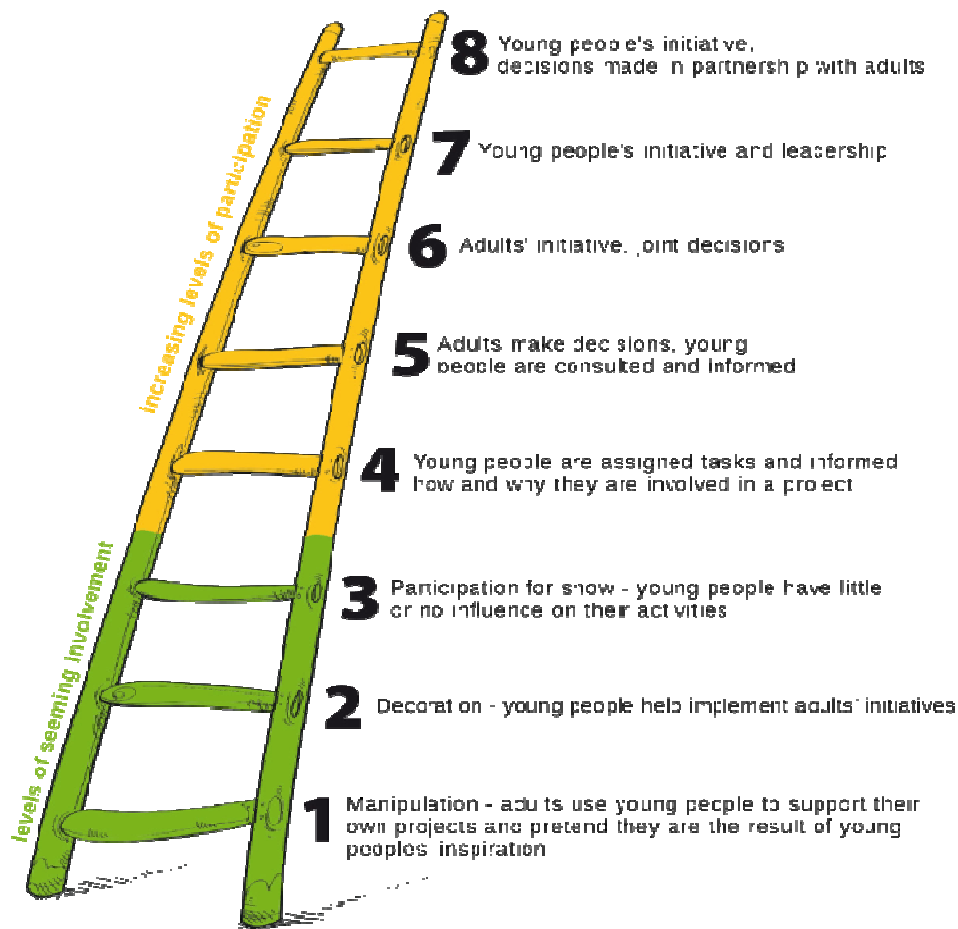 8 Young people's initiative,
decisions made in partnership with adults
7 Young people's initiative and leadership
6 Adults' initiative, joint decisions
5 Adults make decisions, young
people are consulted and informed
4 Young people are assigned tasks and informed
how and why they are involved in a project
3 Participation for show - young people have little
or no influence on their activities
2 Decoration - young people help implement adults' initiatives
1 Manipulation - adults use young people to support their
own projects and pretend they are the result of young
peoples' inspiration
increasing levels of participation
levels of seeming involvement